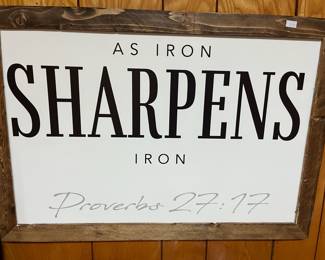 AS IRON
SHARPENS
IRON
Proverbs 27:17